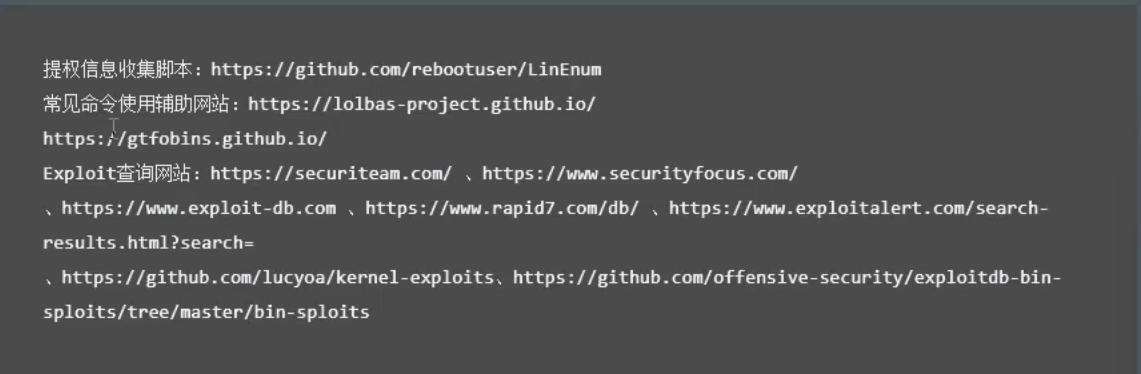 提权信息收集脚本：https://github.com/rebootuser/LinEnum
常见命令使用辅助网站：https://lolbas-project.github.io/
https://gtfobins.github.io/
Exploit查询网站：https://securiteam.com/ 、https://www.securityfocus.com/
、https://www.exploit-db.com 、https://www.rapid7.com/db/ 、https://www.exploitalert.com/search-
results.html?search=
、https://github.com/lucyoa/kernel-exploits、https://github.com/offensive-security/exploitdb-bin-
sploits/tree/master/bin-sploits